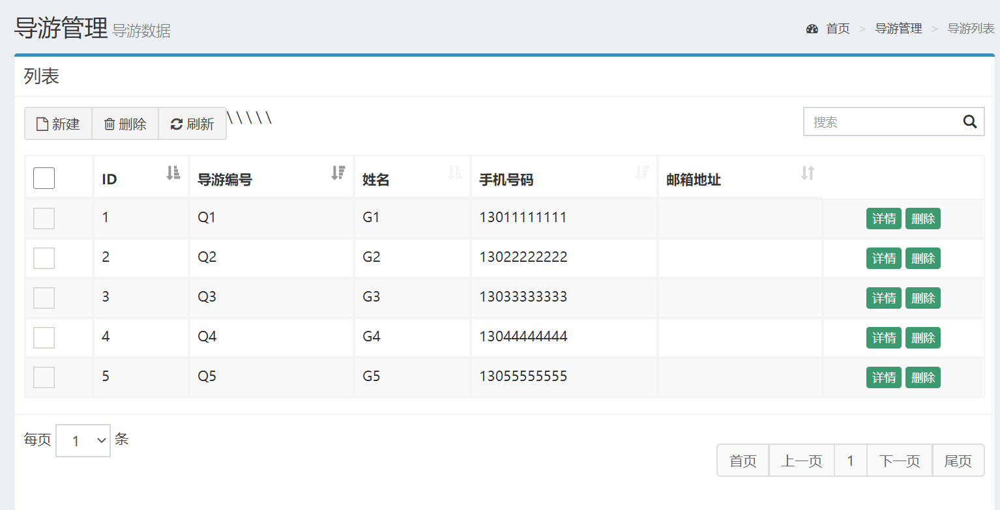 导游管理 导游数据
首页 > 导游管理 > 导游列表
列表
新建 删除 刷新 \ \ \ \ \
搜索
ID 导游编号 姓名 手机号码 邮箱地址
1 Q1 G1 13011111111 详情 删除
2 Q2 G2 13022222222 详情 删除
3 Q3 G3 13033333333 详情 删除
4 Q4 G4 13044444444 详情 删除
5 Q5 G5 13055555555 详情 删除
每页 1 条
首页 上一页 1 下一页 尾页